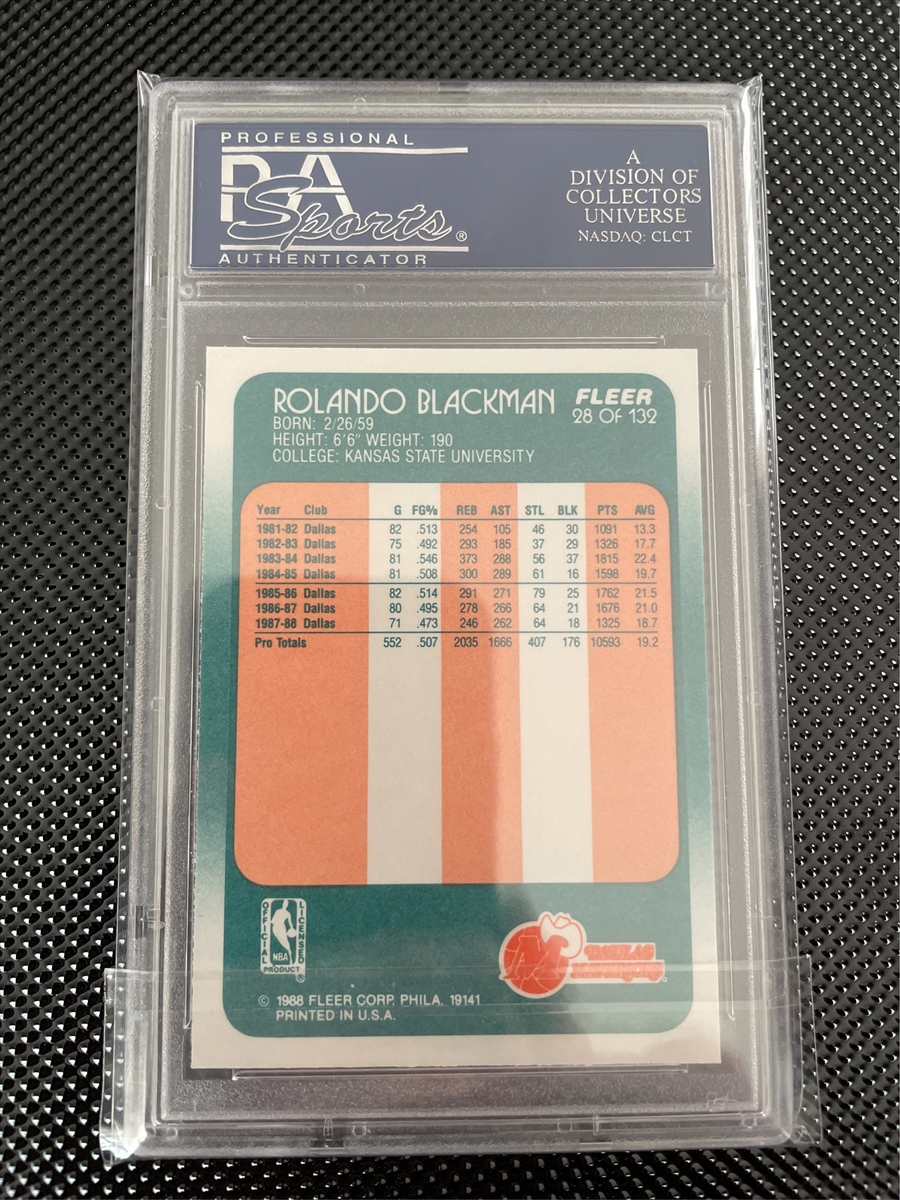 PROFESSIONAL
PSA
Sports®
AUTHENTICATOR
A
DIVISION OF
COLLECTORS
UNIVERSE
NASDAQ: CLCT
ROLANDO BLACKMAN FLEER
BORN: 2/26/59 28 OF 132
HEIGHT: 6'6" WEIGHT: 190
COLLEGE: KANSAS STATE UNIVERSITY
Year Club G FG% REB AST STL BLK PTS AVG
1981-82 Dallas 82 .513 254 105 46 30 1091 13.3
1982-83 Dallas 75 .492 293 185 37 29 1326 17.7
1983-84 Dallas 81 .546 373 288 56 37 1815 22.4
1984-85 Dallas 81 .508 300 289 61 16 1598 19.7
1985-86 Dallas 82 .514 291 271 79 25 1762 21.5
1986-87 Dallas 80 .495 278 266 64 21 1676 21.0
1987-88 Dallas 71 .473 246 262 64 18 1325 18.7
Pro Totals 552 .507 2035 1666 407 176 10593 19.2
OFFICIAL
LICENSED
NBA
PRODUCT ®
M
© 1988 FLEER CORP. PHILA. 19141
PRINTED IN U.S.A.